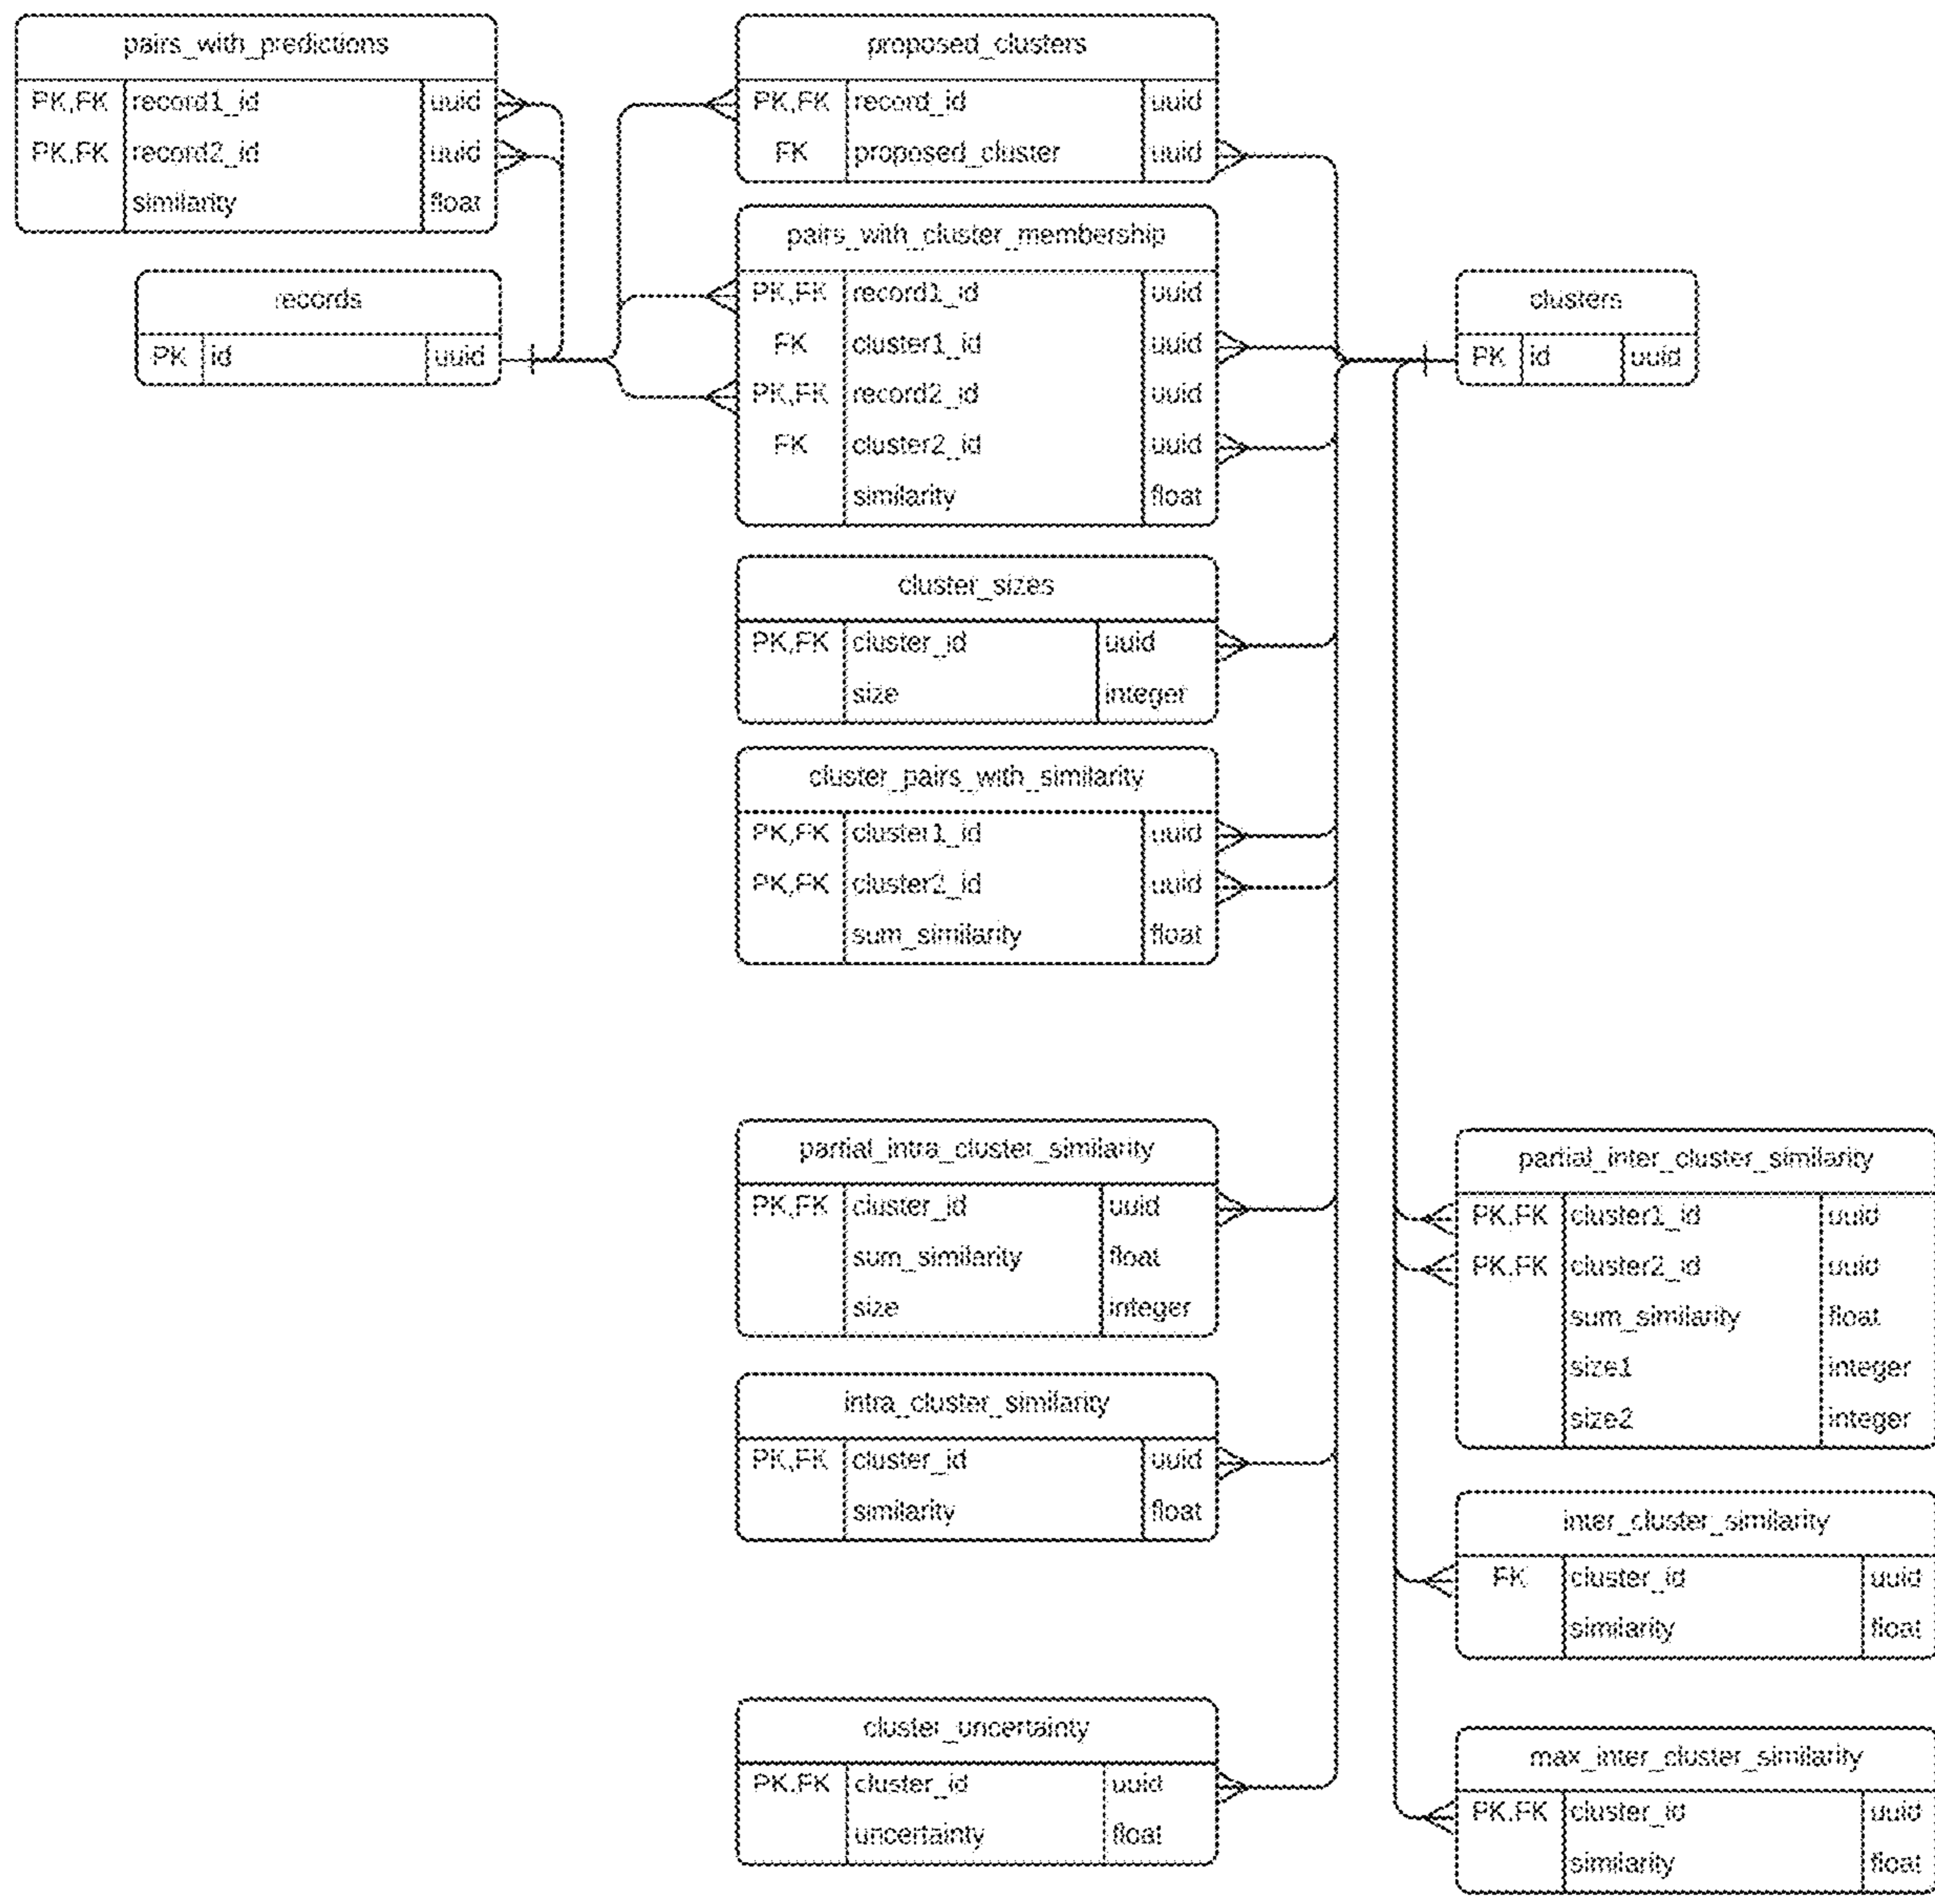 pairs_with_predictions
PK,FK record1_id uuid
PK,FK record2_id uuid
similarity float
records
PK id uuid
proposed_clusters
PK,FK record_id uuid
FK proposed_cluster uuid
pairs_with_cluster_membership
PK,FK record1_id uuid
FK cluster1_id uuid
PK,FK record2_id uuid
FK cluster2_id uuid
similarity float
clusters
PK id uuid
cluster_sizes
PK,FK cluster_id uuid
size integer
cluster_pairs_with_similarity
PK,FK cluster1_id uuid
PK,FK cluster2_id uuid
sum_similarity float
partial_intra_cluster_similarity
PK,FK cluster_id uuid
sum_similarity float
size integer
partial_inter_cluster_similarity
PK,FK cluster1_id uuid
PK,FK cluster2_id uuid
sum_similarity float
size1 integer
size2 integer
intra_cluster_similarity
PK,FK cluster_id uuid
similarity float
inter_cluster_similarity
FK cluster_id uuid
similarity float
cluster_uncertainty
PK,FK cluster_id uuid
uncertainty float
max_inter_cluster_similarity
PK,FK cluster_id uuid
similarity float